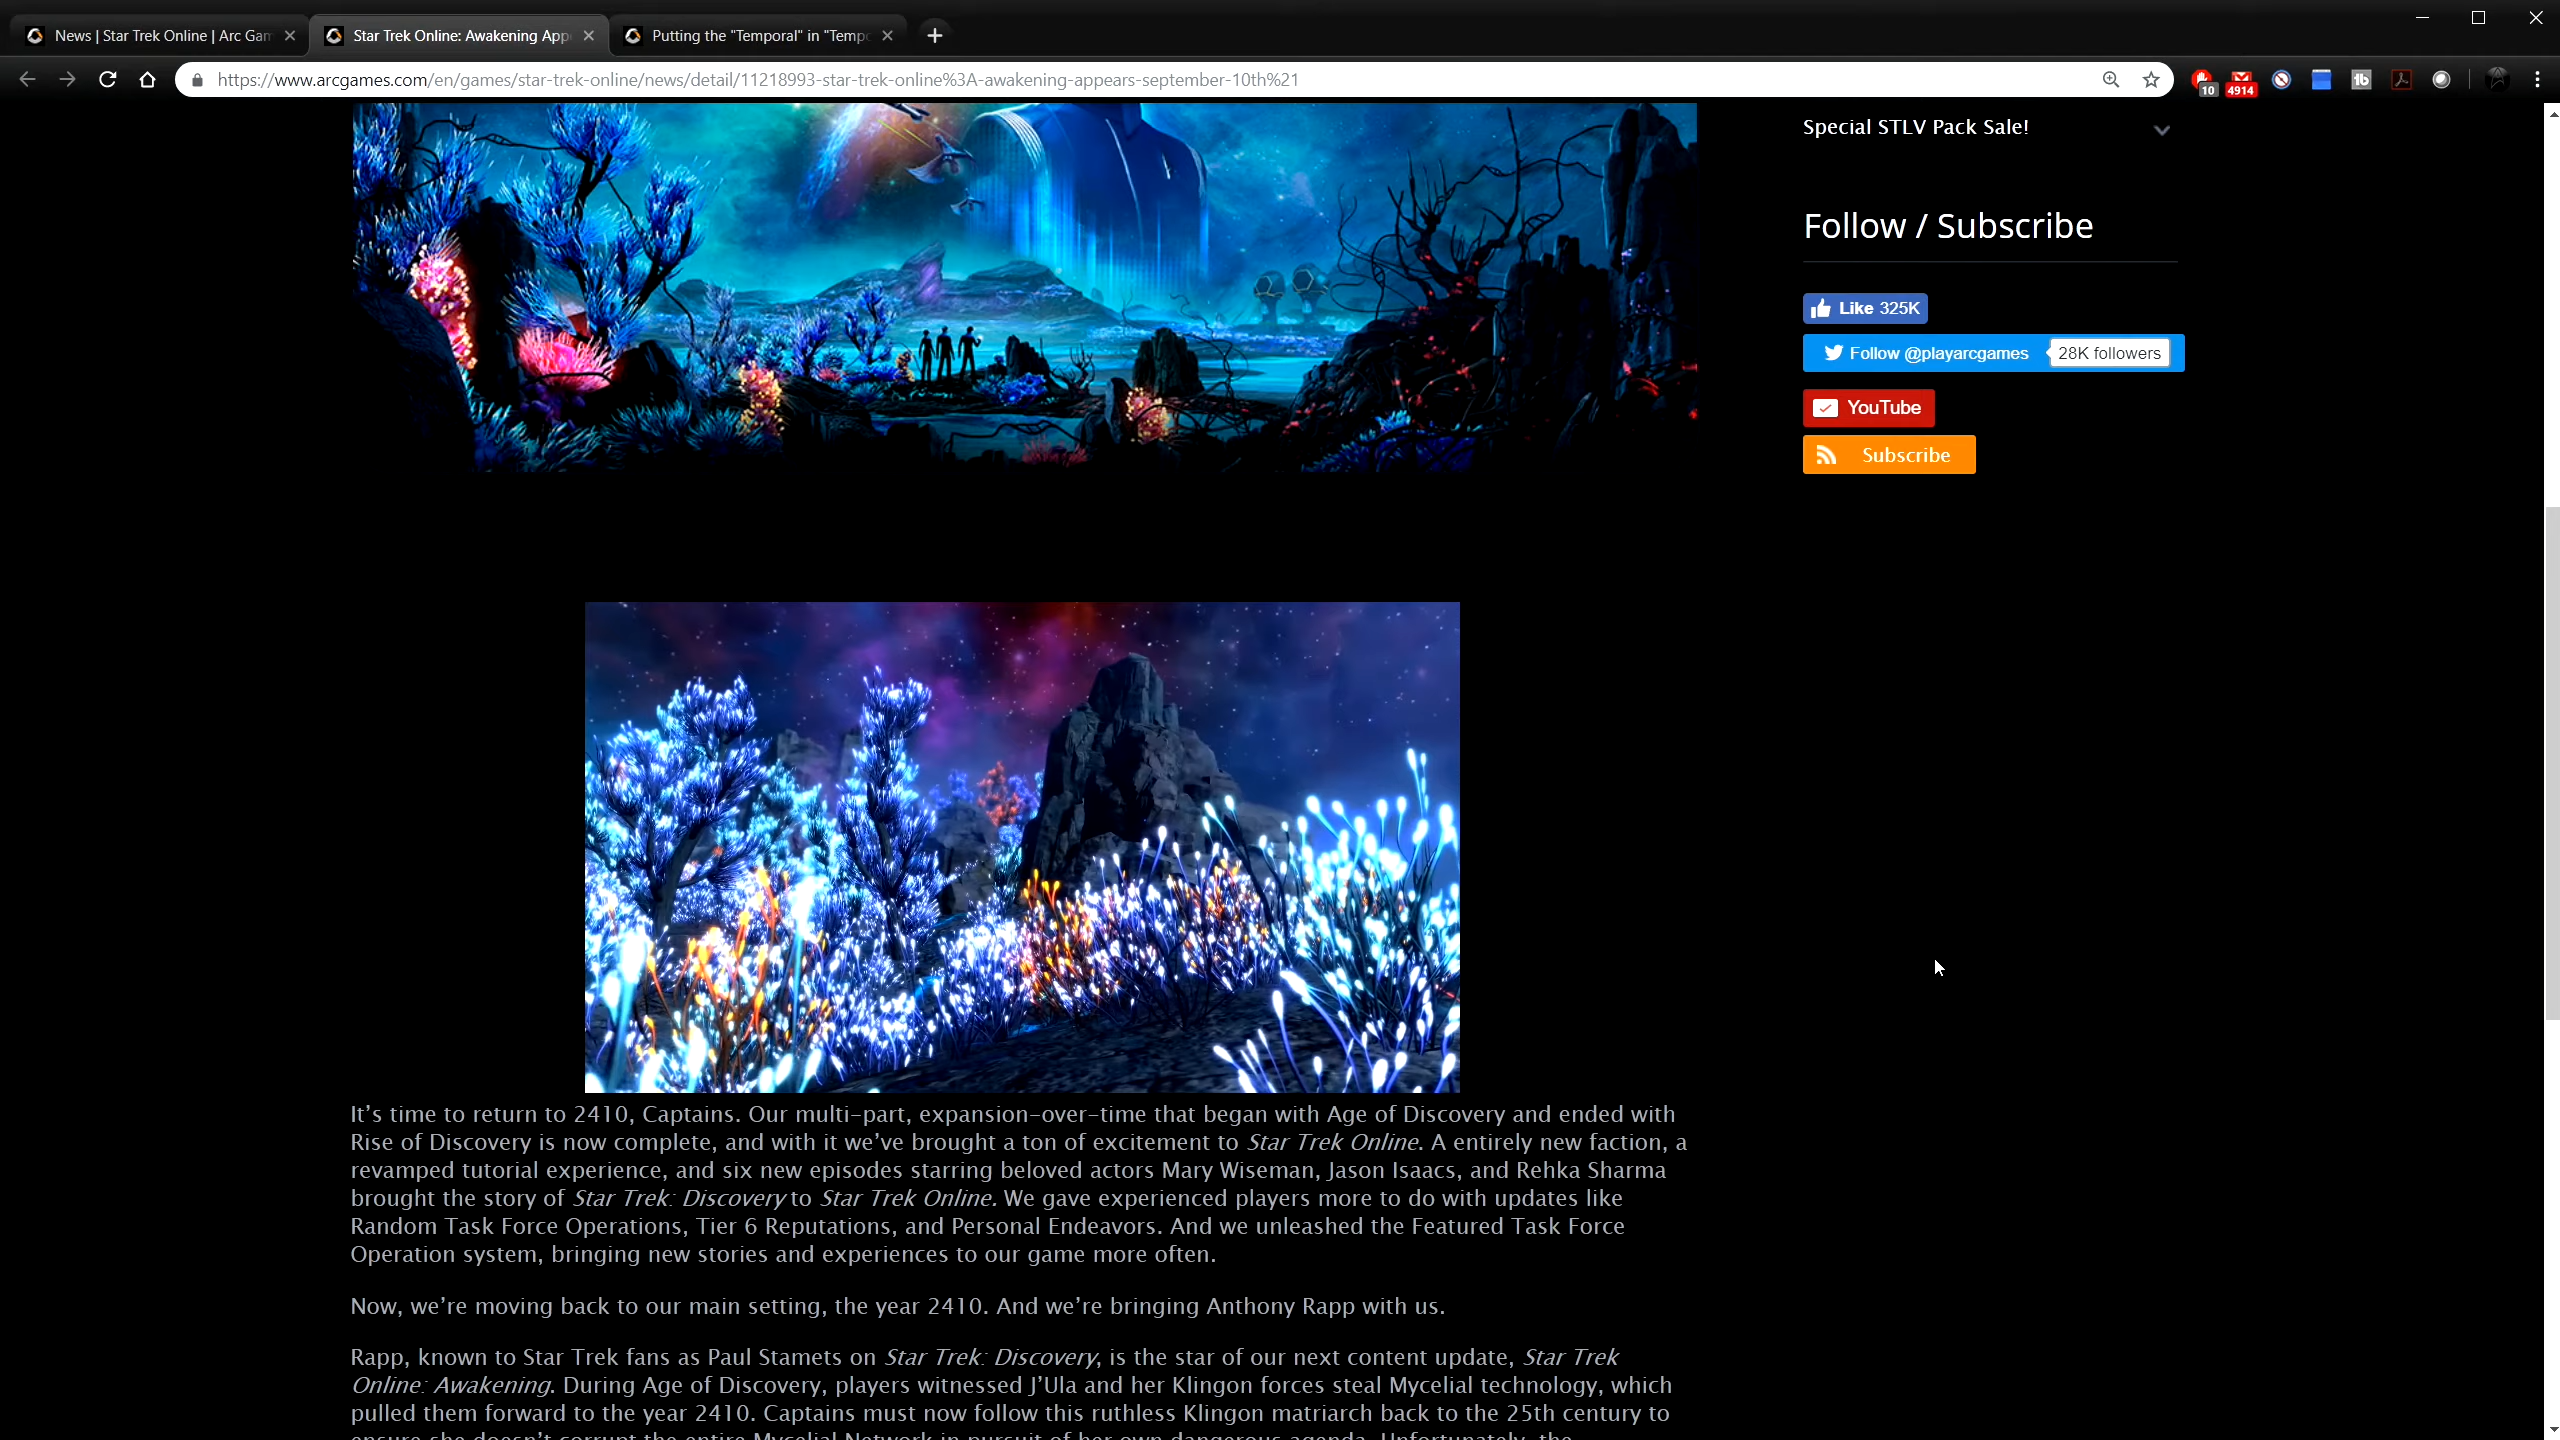 News | Star Trek Online | Arc Gam
Star Trek Online: Awakening App
Putting the "Temporal" in "Temp
https://www.arcgames.com/en/games/star-trek-online/news/detail/11218993-star-trek-online%3A-awakening-appears-september-10th%21
10
4914
Special STLV Pack Sale!
Follow / Subscribe
Like 325K
Follow @playarcgames 28K followers
YouTube
Subscribe
It’s time to return to 2410, Captains. Our multi-part, expansion-over-time that began with Age of Discovery and ended with
Rise of Discovery is now complete, and with it we’ve brought a ton of excitement to Star Trek Online. A entirely new faction, a
revamped tutorial experience, and six new episodes starring beloved actors Mary Wiseman, Jason Isaacs, and Rehka Sharma
brought the story of Star Trek: Discovery to Star Trek Online. We gave experienced players more to do with updates like
Random Task Force Operations, Tier 6 Reputations, and Personal Endeavors. And we unleashed the Featured Task Force
Operation system, bringing new stories and experiences to our game more often.
Now, we’re moving back to our main setting, the year 2410. And we’re bringing Anthony Rapp with us.
Rapp, known to Star Trek fans as Paul Stamets on Star Trek: Discovery, is the star of our next content update, Star Trek
Online: Awakening. During Age of Discovery, players witnessed J’Ula and her Klingon forces steal Mycelial technology, which
pulled them forward to the year 2410. Captains must now follow this ruthless Klingon matriarch back to the 25th century to
ensure she doesn’t corrupt the entire Mycelial Network in pursuit of her own dangerous agenda. Unfortunately, the